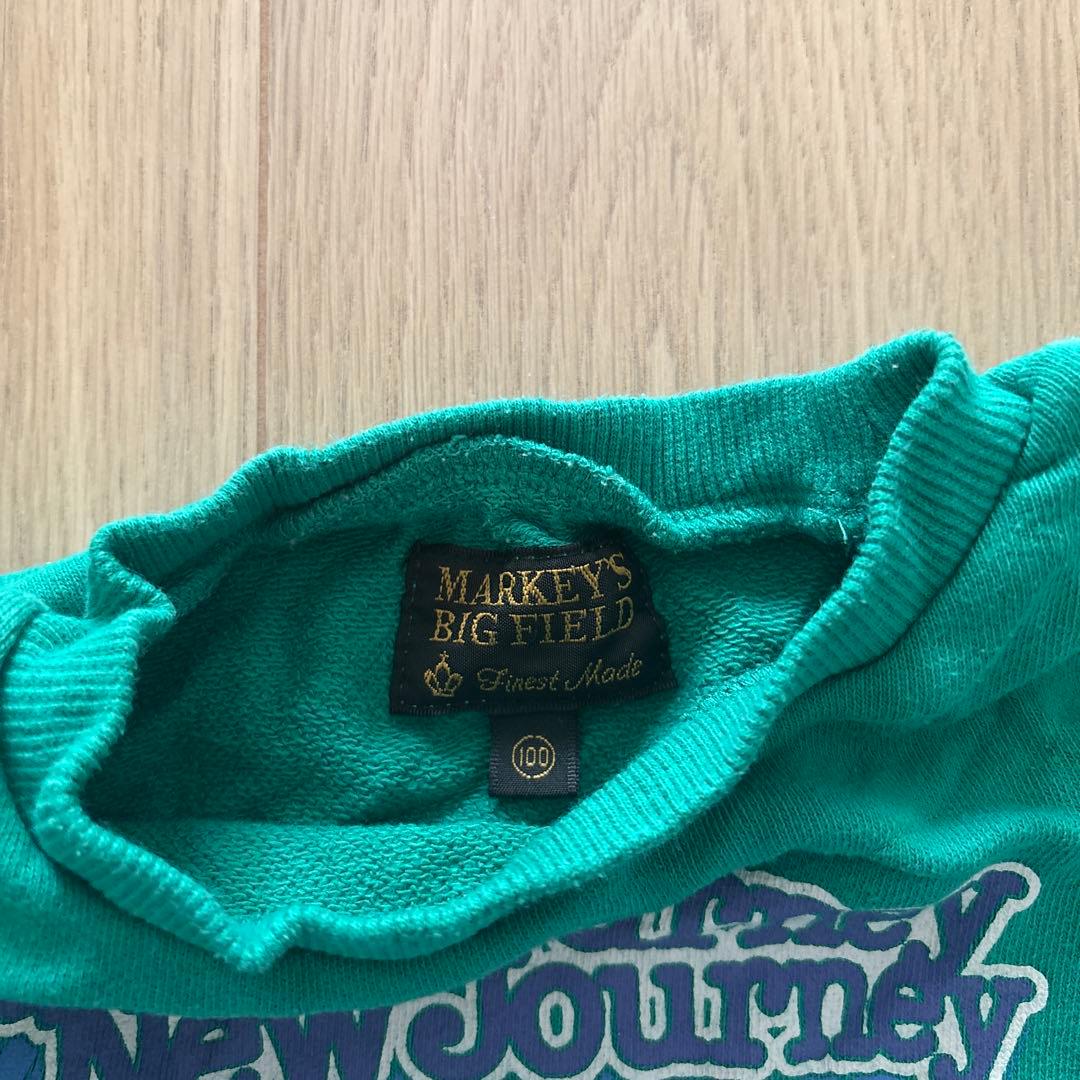 MARKEY'S
BIG FIELD
Finest Made
100
New Journey